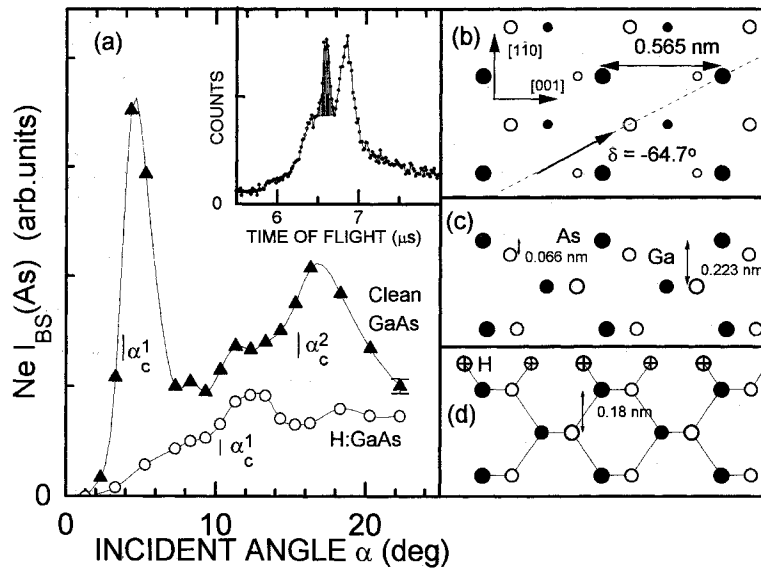 (a)
Ne I_BS(As) (arb.units)
0
COUNTS
0
6
7
TIME OF FLIGHT (μs)
Clean
GaAs
α_c^1
α_c^2
α_c^1
H:GaAs
0
10
20
INCIDENT ANGLE α (deg)
(b)
[11̄0]
[001]
0.565 nm
δ = -64.7°
(c)
As
0.066 nm
Ga
0.223 nm
(d)
H
0.18 nm